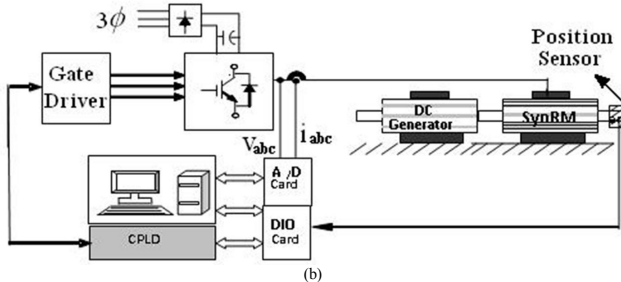 3ϕ
Gate
Driver
Position
Sensor
DC
Generator
SynRM
Vabc
iabc
A/D
Card
DIO
Card
CPLD
(b)